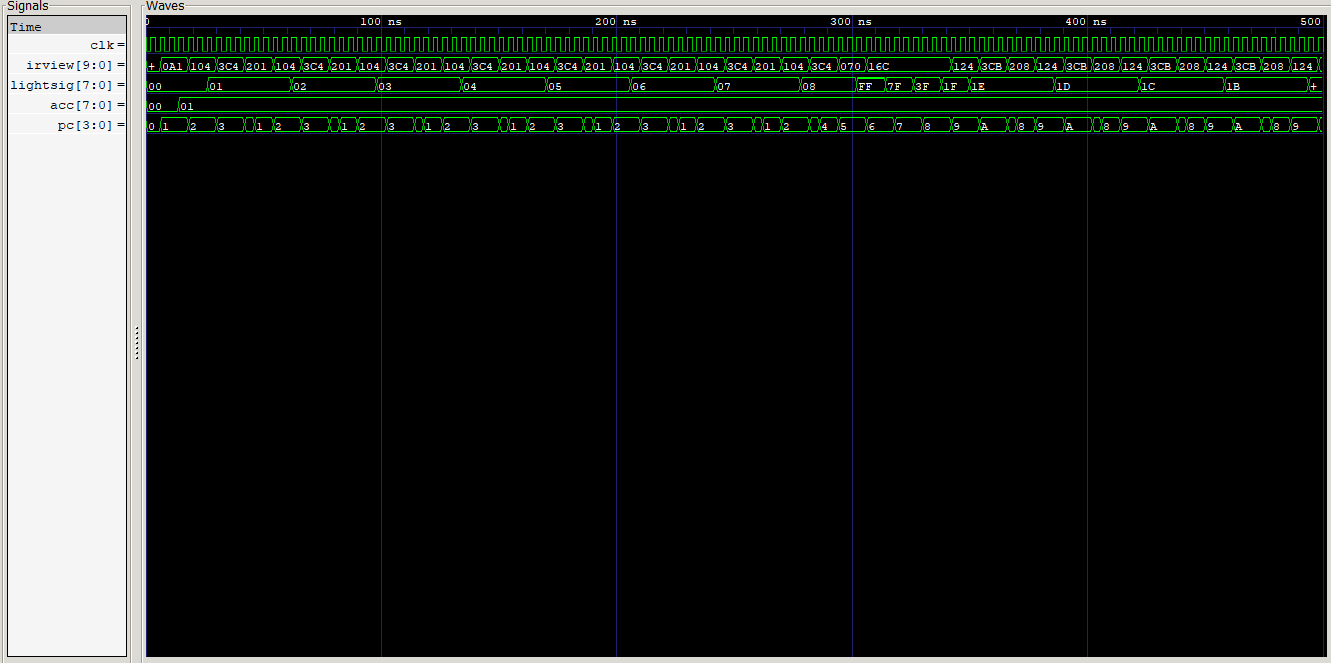 Signals
Waves
Time
0 100 ns 200 ns 300 ns 400 ns 500
clk =
irview[9:0] = + 0A1 104 3C4 201 104 3C4 201 104 3C4 201 104 3C4 201 104 3C4 201 104 3C4 201 104 3C4 201 104 3C4 070 16C 124 3CB 208 124 3CB 208 124 3CB 208 124 3CB 208 124
lightsig[7:0] = 00 01 02 03 04 05 06 07 08 FF 7F 3F 1F 1E 1D 1C 1B +
acc[7:0] = 00 01
pc[3:0] = 0 1 2 3 1 2 3 1 2 3 1 2 3 1 2 3 1 2 3 1 2 3 1 2 4 5 6 7 8 9 A 8 9 A 8 9 A 8 9 A 8 9